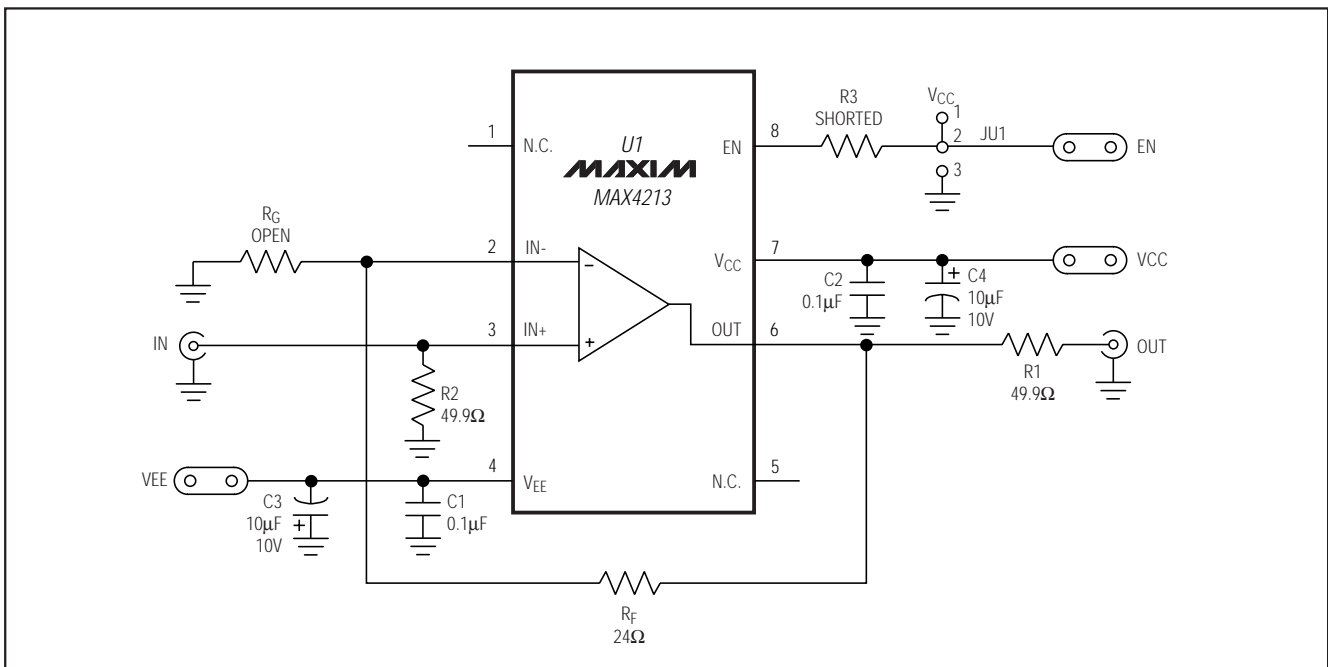 U1
MAXIM
MAX4213
1
N.C.
8
EN
R3
SHORTED
VCC
1
2
3
JU1
EN
RG
OPEN
2
IN-
−
7
VCC
C2
0.1µF
+
C4
10µF
10V
VCC
IN
3
IN+
+
OUT
6
R1
49.9Ω
OUT
R2
49.9Ω
VEE
4
VEE
5
N.C.
C3
10µF
10V
+
C1
0.1µF
RF
24Ω